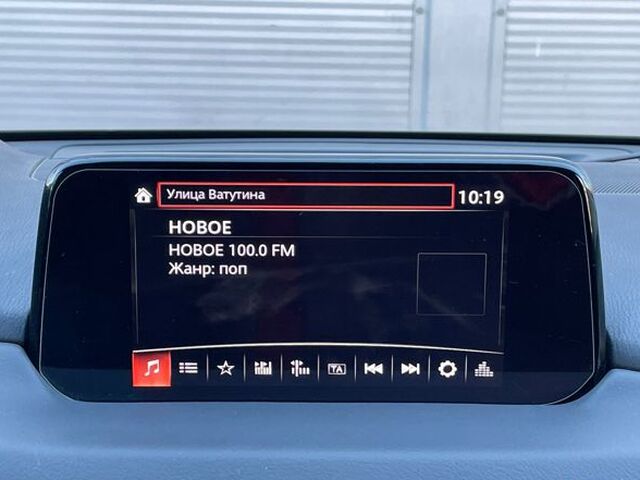 Улица Ватутина 10:19
НОВОЕ
НОВОЕ 100.0 FM
Жанр: поп
TA